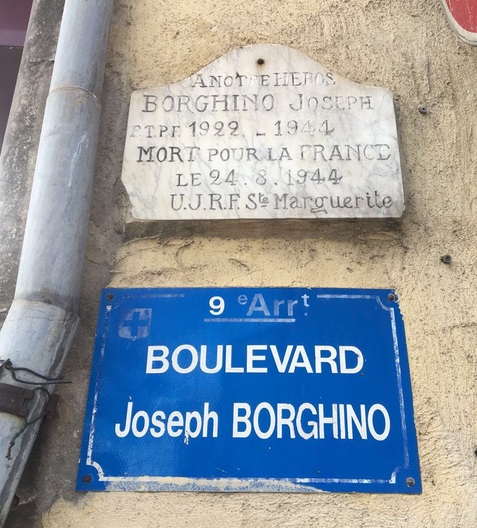 A NOTRE HEROS
BORGHINO JOSEPH
F.T.P.F. 1922 _ 1944
MORT POUR LA FRANCE
LE 24.8.1944
U.J.R.F. Ste Marguerite
9 e Arrt
BOULEVARD
Joseph BORGHINO